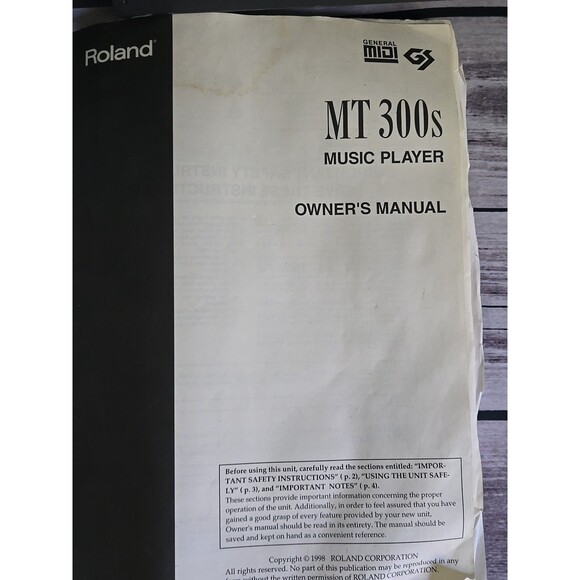 Roland
GENERAL
MIDI GS
MT 300s
MUSIC PLAYER
OWNER'S MANUAL
Before using this unit, carefully read the sections entitled: "IMPOR-
TANT SAFETY INSTRUCTIONS" ( p. 2), "USING THE UNIT SAFE-
LY" ( p. 3), and "IMPORTANT NOTES" ( p. 4).
These sections provide important information concerning the proper
operation of the unit. Additionally, in order to feel assured that you have
gained a good grasp of every feature provided by your new unit,
Owner's manual should be read in its entirety. The manual should be
saved and kept on hand as a convenient reference.
Copyright © 1998 ROLAND CORPORATION
All rights reserved. No part of this publication may be reproduced in any
form without the written permission of ROLAND CORPORATION.